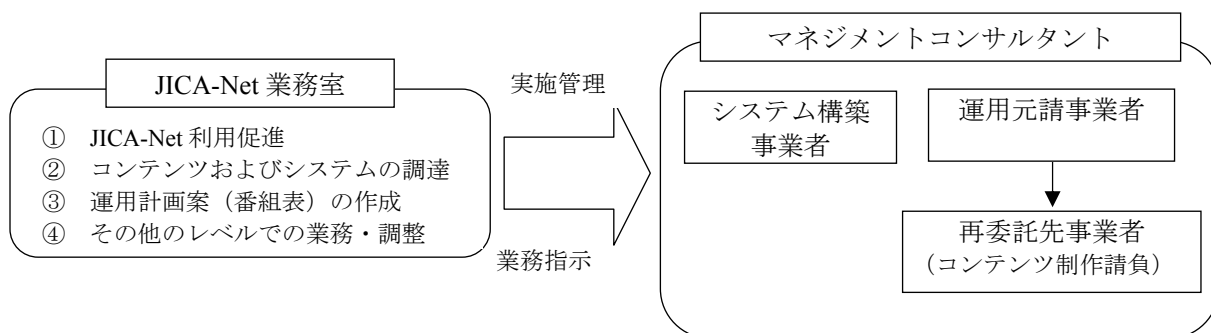 JICA-Net 業務室
① JICA-Net 利用促進
② コンテンツおよびシステムの調達
③ 運用計画案（番組表）の作成
④ その他のレベルでの業務・調整
実施管理
業務指示
マネジメントコンサルタント
システム構築
事業者
運用元請事業者
再委託先事業者
（コンテンツ制作請負）